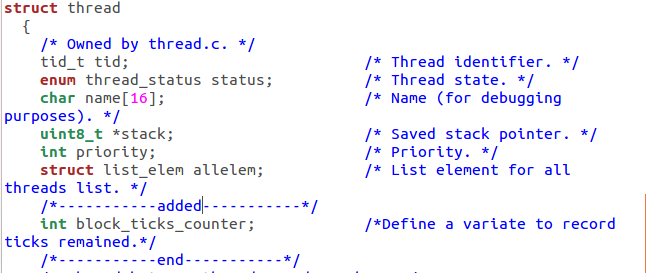 struct thread
{
/* Owned by thread.c. */
tid_t tid; /* Thread identifier. */
enum thread_status status; /* Thread state. */
char name[16]; /* Name (for debugging
purposes). */
uint8_t *stack; /* Saved stack pointer. */
int priority; /* Priority. */
struct list_elem allelem; /* List element for all
threads list. */
/*-----------added-----------*/
int block_ticks_counter; /*Define a variate to record
ticks remained.*/
/*-----------end-----------*/